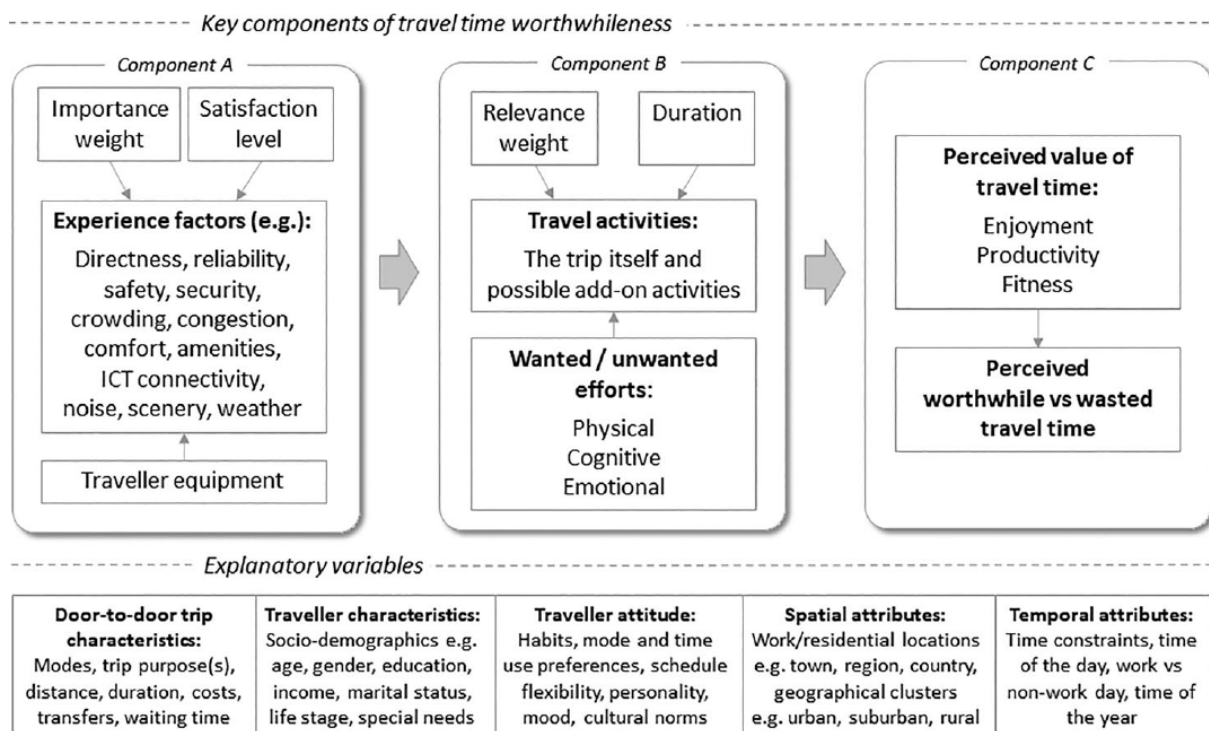 Key components of travel time worthwhileness
Component A
Importance
weight
Satisfaction
level
Experience factors (e.g.):
Directness, reliability,
safety, security,
crowding, congestion,
comfort, amenities,
ICT connectivity,
noise, scenery, weather
Traveller equipment
Component B
Relevance
weight
Duration
Travel activities:
The trip itself and
possible add-on activities
Wanted / unwanted
efforts:
Physical
Cognitive
Emotional
Component C
Perceived value of
travel time:
Enjoyment
Productivity
Fitness
Perceived
worthwhile vs wasted
travel time
Explanatory variables
Door-to-door trip
characteristics:
Modes, trip purpose(s),
distance, duration, costs,
transfers, waiting time
Traveller characteristics:
Socio-demographics e.g.
age, gender, education,
income, marital status,
life stage, special needs
Traveller attitude:
Habits, mode and time
use preferences, schedule
flexibility, personality,
mood, cultural norms
Spatial attributes:
Work/residential locations
e.g. town, region, country,
geographical clusters
e.g. urban, suburban, rural
Temporal attributes:
Time constraints, time
of the day, work vs
non-work day, time of
the year